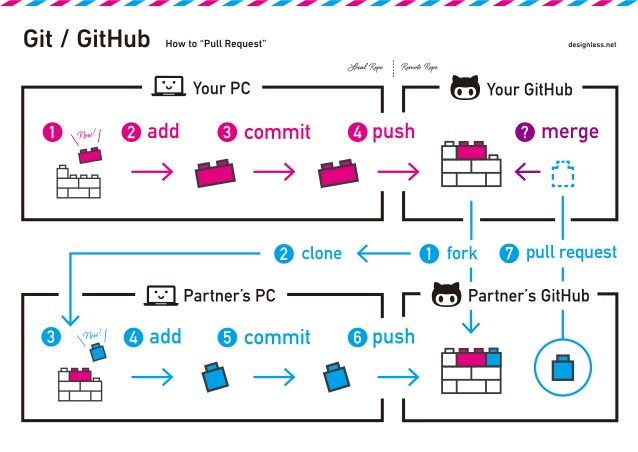 Git / GitHub How to “Pull Request”
designless.net
Local Repo Remote Repo
Your PC
Your GitHub
1 New!
2 add
3 commit
4 push
? merge
2 clone
1 fork
7 pull request
Partner’s PC
Partner’s GitHub
3 New!
4 add
5 commit
6 push